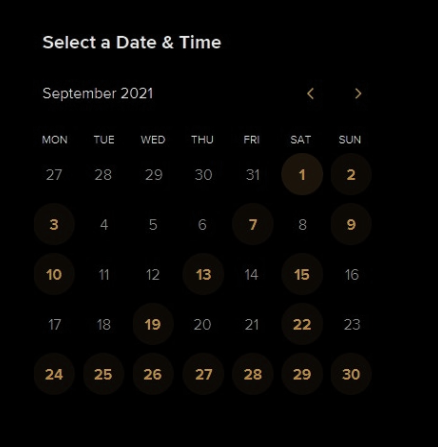 Select a Date & Time
September 2021
MON TUE WED THU FRI SAT SUN
27 28 29 30 31 1 2
3 4 5 6 7 8 9
10 11 12 13 14 15 16
17 18 19 20 21 22 23
24 25 26 27 28 29 30